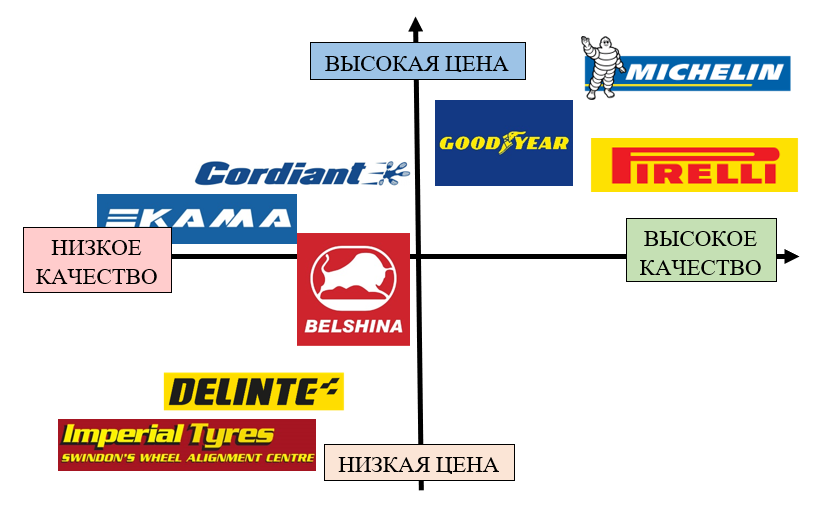 ВЫСОКАЯ ЦЕНА
MICHELIN
GOODYEAR
PIRELLI
Cordiant
KAMA
НИЗКОЕ
КАЧЕСТВО
ВЫСОКОЕ
КАЧЕСТВО
BELSHINA
DELINTE
Imperial Tyres
SWINDON'S WHEEL ALIGNMENT CENTRE
НИЗКАЯ ЦЕНА